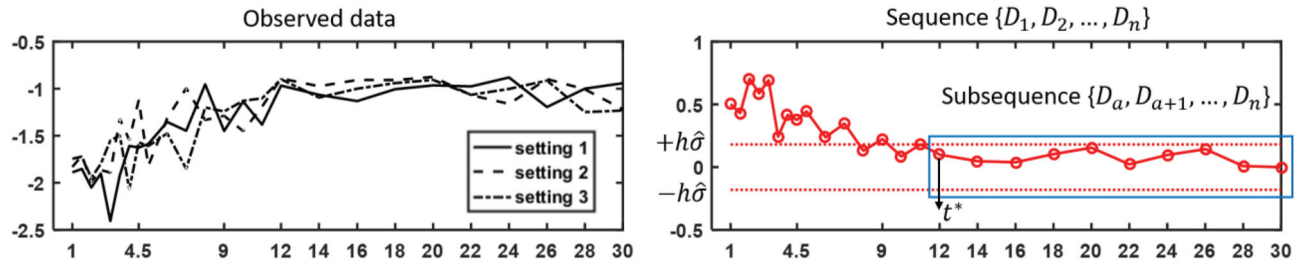 Observed data
-0.5
-1
-1.5
-2
-2.5
setting 1
setting 2
setting 3
1 4.5 9 12 14 16 18 20 22 24 26 28 30
Sequence {D₁, D₂, ..., Dₙ}
1
0.5
+hσ̂
0
−hσ̂
-0.5
Subsequence {Dₐ, Dₐ₊₁, ..., Dₙ}
t*
1 4.5 9 12 14 16 18 20 22 24 26 28 30